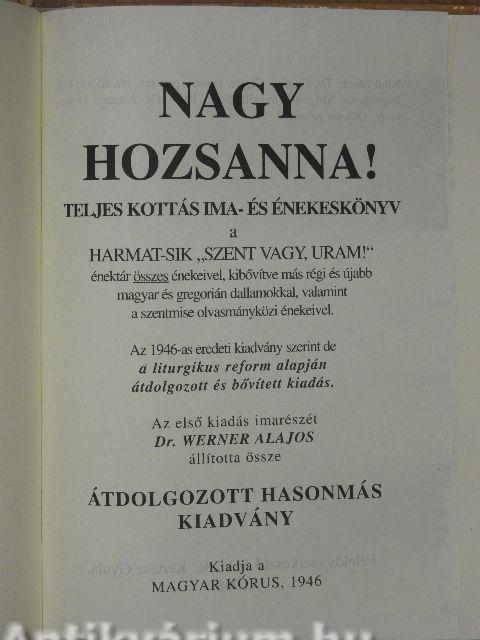 NAGY
HOZSANNA!
TELJES KOTTÁS IMA- ÉS ÉNEKESKÖNYV
a
HARMAT-SIK „SZENT VAGY, URAM!“
énektár összes énekeivel, kibővítve más régi és újabb
magyar és gregorián dallamokkal, valamint
a szentmise olvasmányközi énekeivel.
Az 1946-as eredeti kiadvány szerint de
a liturgikus reform alapján
átdolgozott és bővített kiadás.
Az első kiadás imarészét
Dr. WERNER ALAJOS
állította össze
ÁTDOLGOZOTT HASONMÁS
KIADVÁNY
Kiadja a
MAGYAR KÓRUS, 1946
Antikvárium.hu